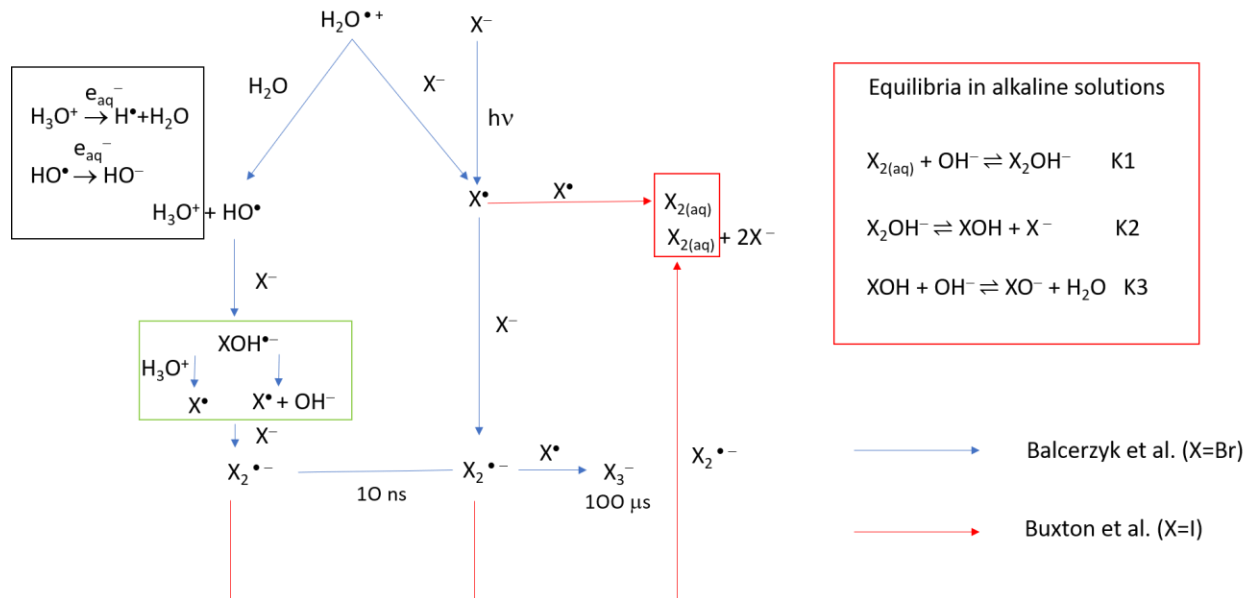 H₂O•⁺
X⁻
H₂O
X⁻
hν
e_aq⁻
H₃O⁺ → H•+H₂O
e_aq⁻
HO• → HO⁻
H₃O⁺ + HO•
X•
X•
X₂₍aq₎
X₂₍aq₎ + 2X⁻
X⁻
XOH•⁻
H₃O⁺
X•
X• + OH⁻
X⁻
X⁻
X₂•⁻
10 ns
X₂•⁻
X•
X₃⁻
100 μs
X₂•⁻
Equilibria in alkaline solutions
X₂₍aq₎ + OH⁻ ⇌ X₂OH⁻ K1
X₂OH⁻ ⇌ XOH + X⁻ K2
XOH + OH⁻ ⇌ XO⁻ + H₂O K3
Balcerzyk et al. (X=Br)
Buxton et al. (X=I)